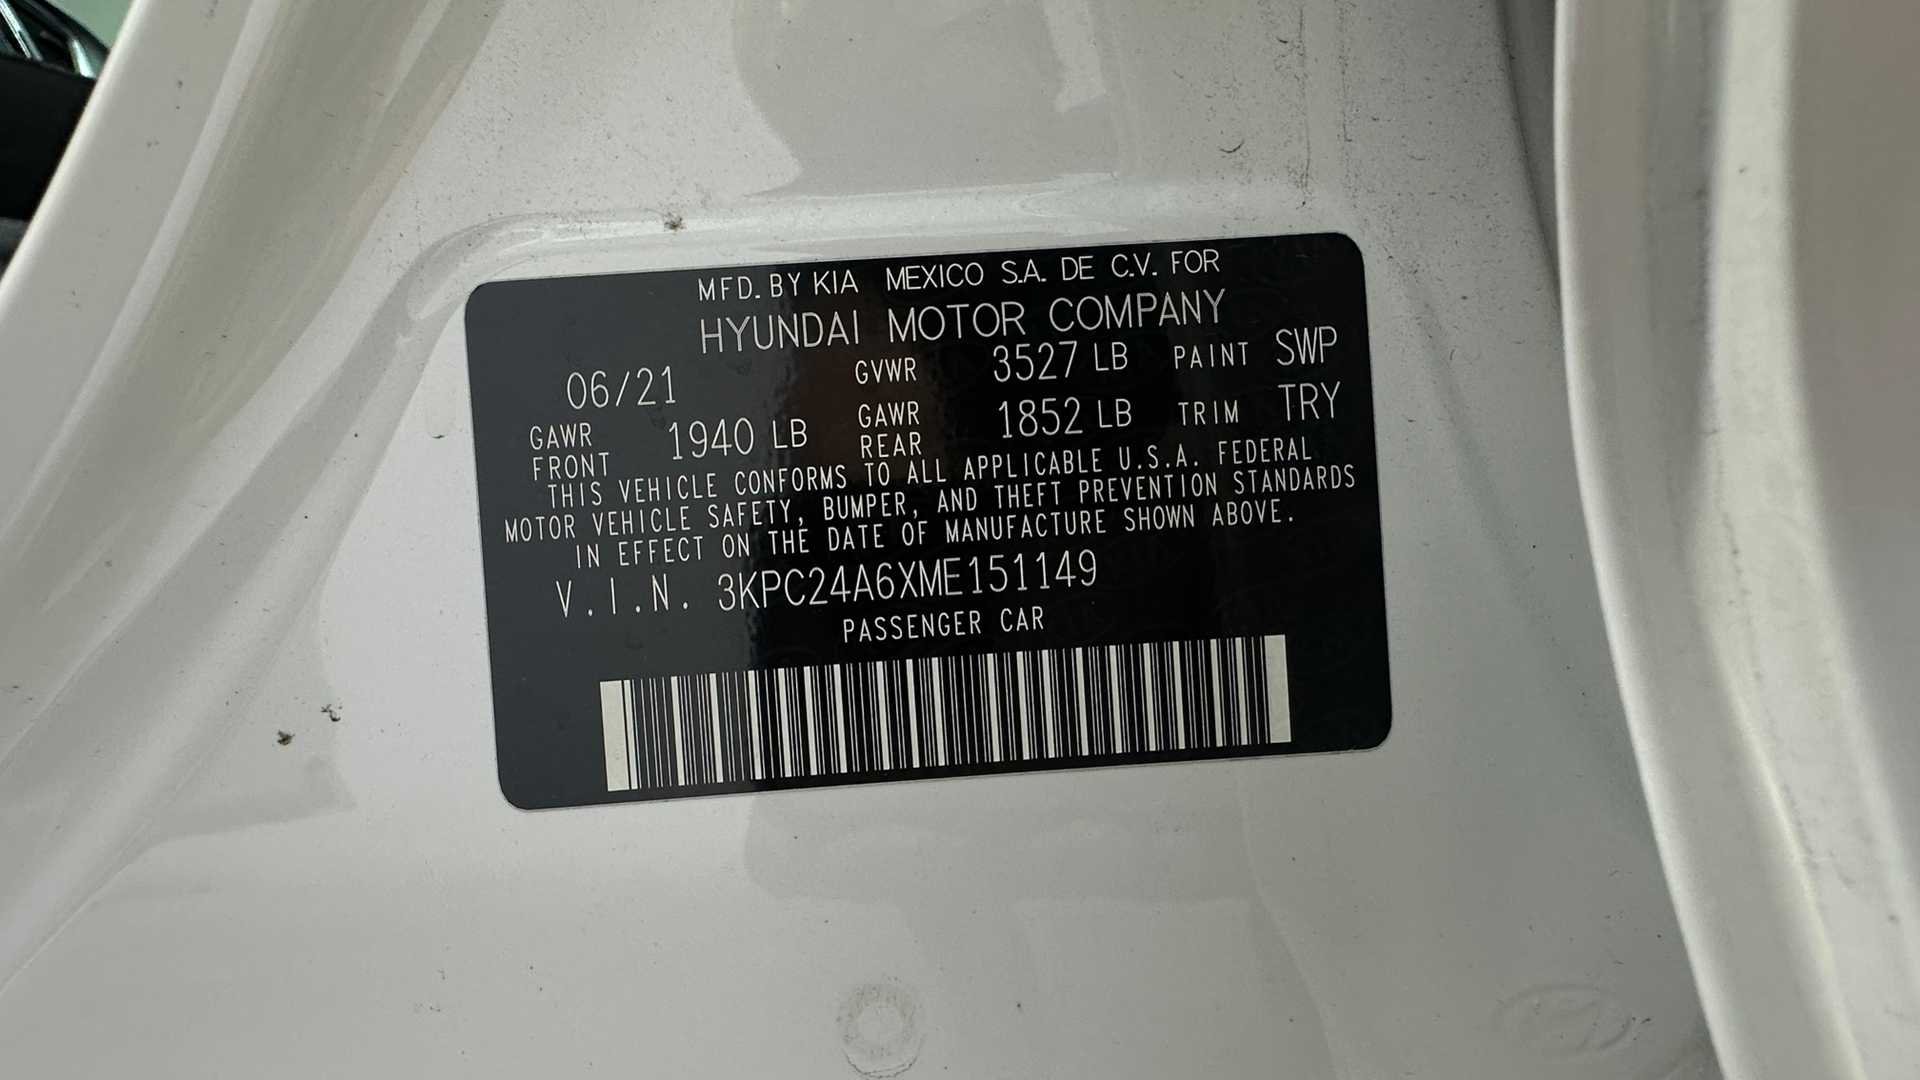 MFD. BY KIA MEXICO S.A. DE C.V. FOR
HYUNDAI MOTOR COMPANY
06/21 GVWR 3527 LB PAINT SWP
GAWR FRONT 1940 LB GAWR REAR 1852 LB TRIM TRY
THIS VEHICLE CONFORMS TO ALL APPLICABLE U.S.A. FEDERAL
MOTOR VEHICLE SAFETY, BUMPER, AND THEFT PREVENTION STANDARDS
IN EFFECT ON THE DATE OF MANUFACTURE SHOWN ABOVE.
V.I.N. 3KPC24A6XME151149
PASSENGER CAR